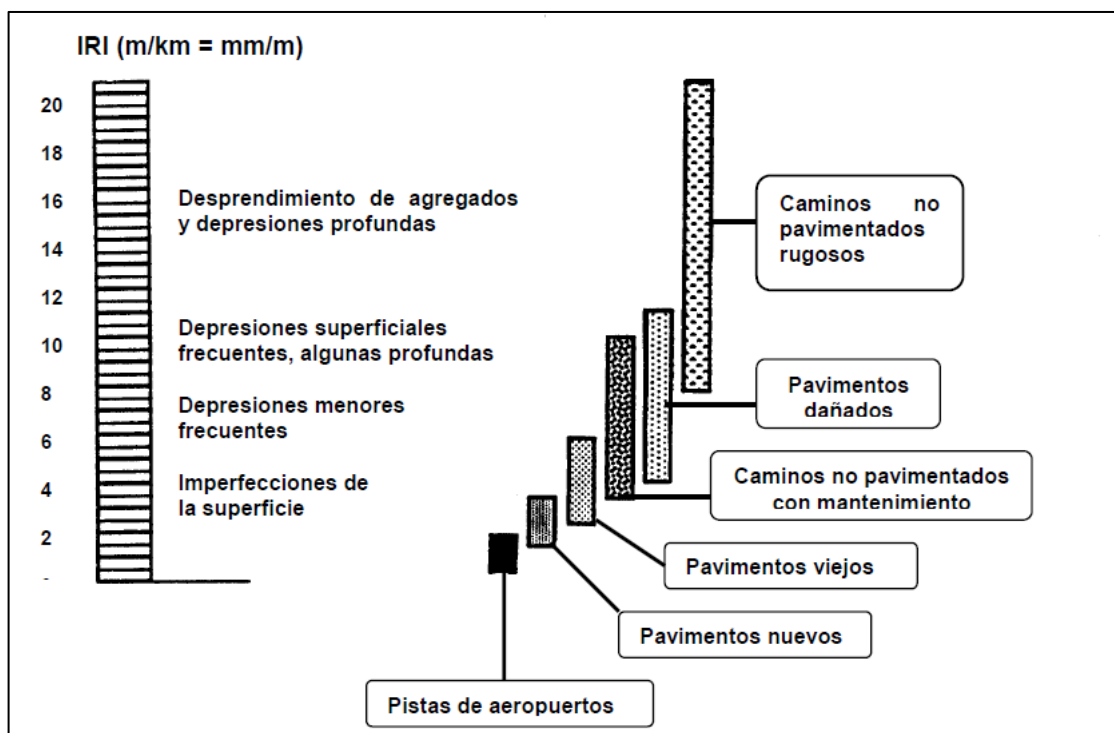 IRI (m/km = mm/m)
20
18
16
14
12
10
8
6
4
2
-
Desprendimiento de agregados
y depresiones profundas
Depresiones superficiales
frecuentes, algunas profundas
Depresiones menores
frecuentes
Imperfecciones de
la superficie
Caminos no
pavimentados
rugosos
Pavimentos
dañados
Caminos no pavimentados
con mantenimiento
Pavimentos viejos
Pavimentos nuevos
Pistas de aeropuertos